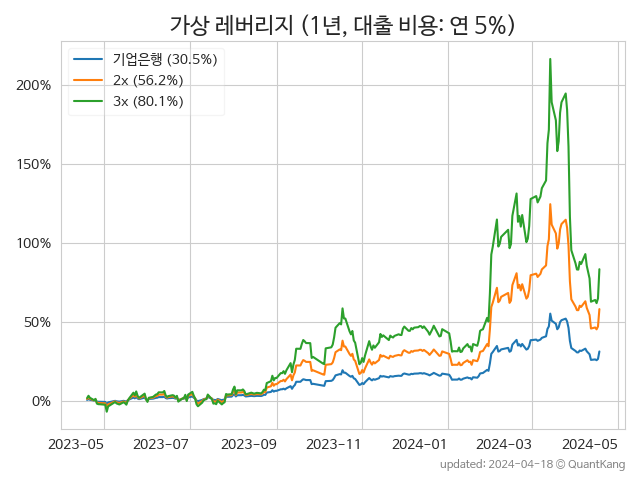 가상 레버리지 (1년, 대출 비용: 연 5%)
기업은행 (30.5%)
2x (56.2%)
3x (80.1%)
200%
150%
100%
50%
0%
2023-05 2023-07 2023-09 2023-11 2024-01 2024-03 2024-05
updated: 2024-04-18 © QuantKang